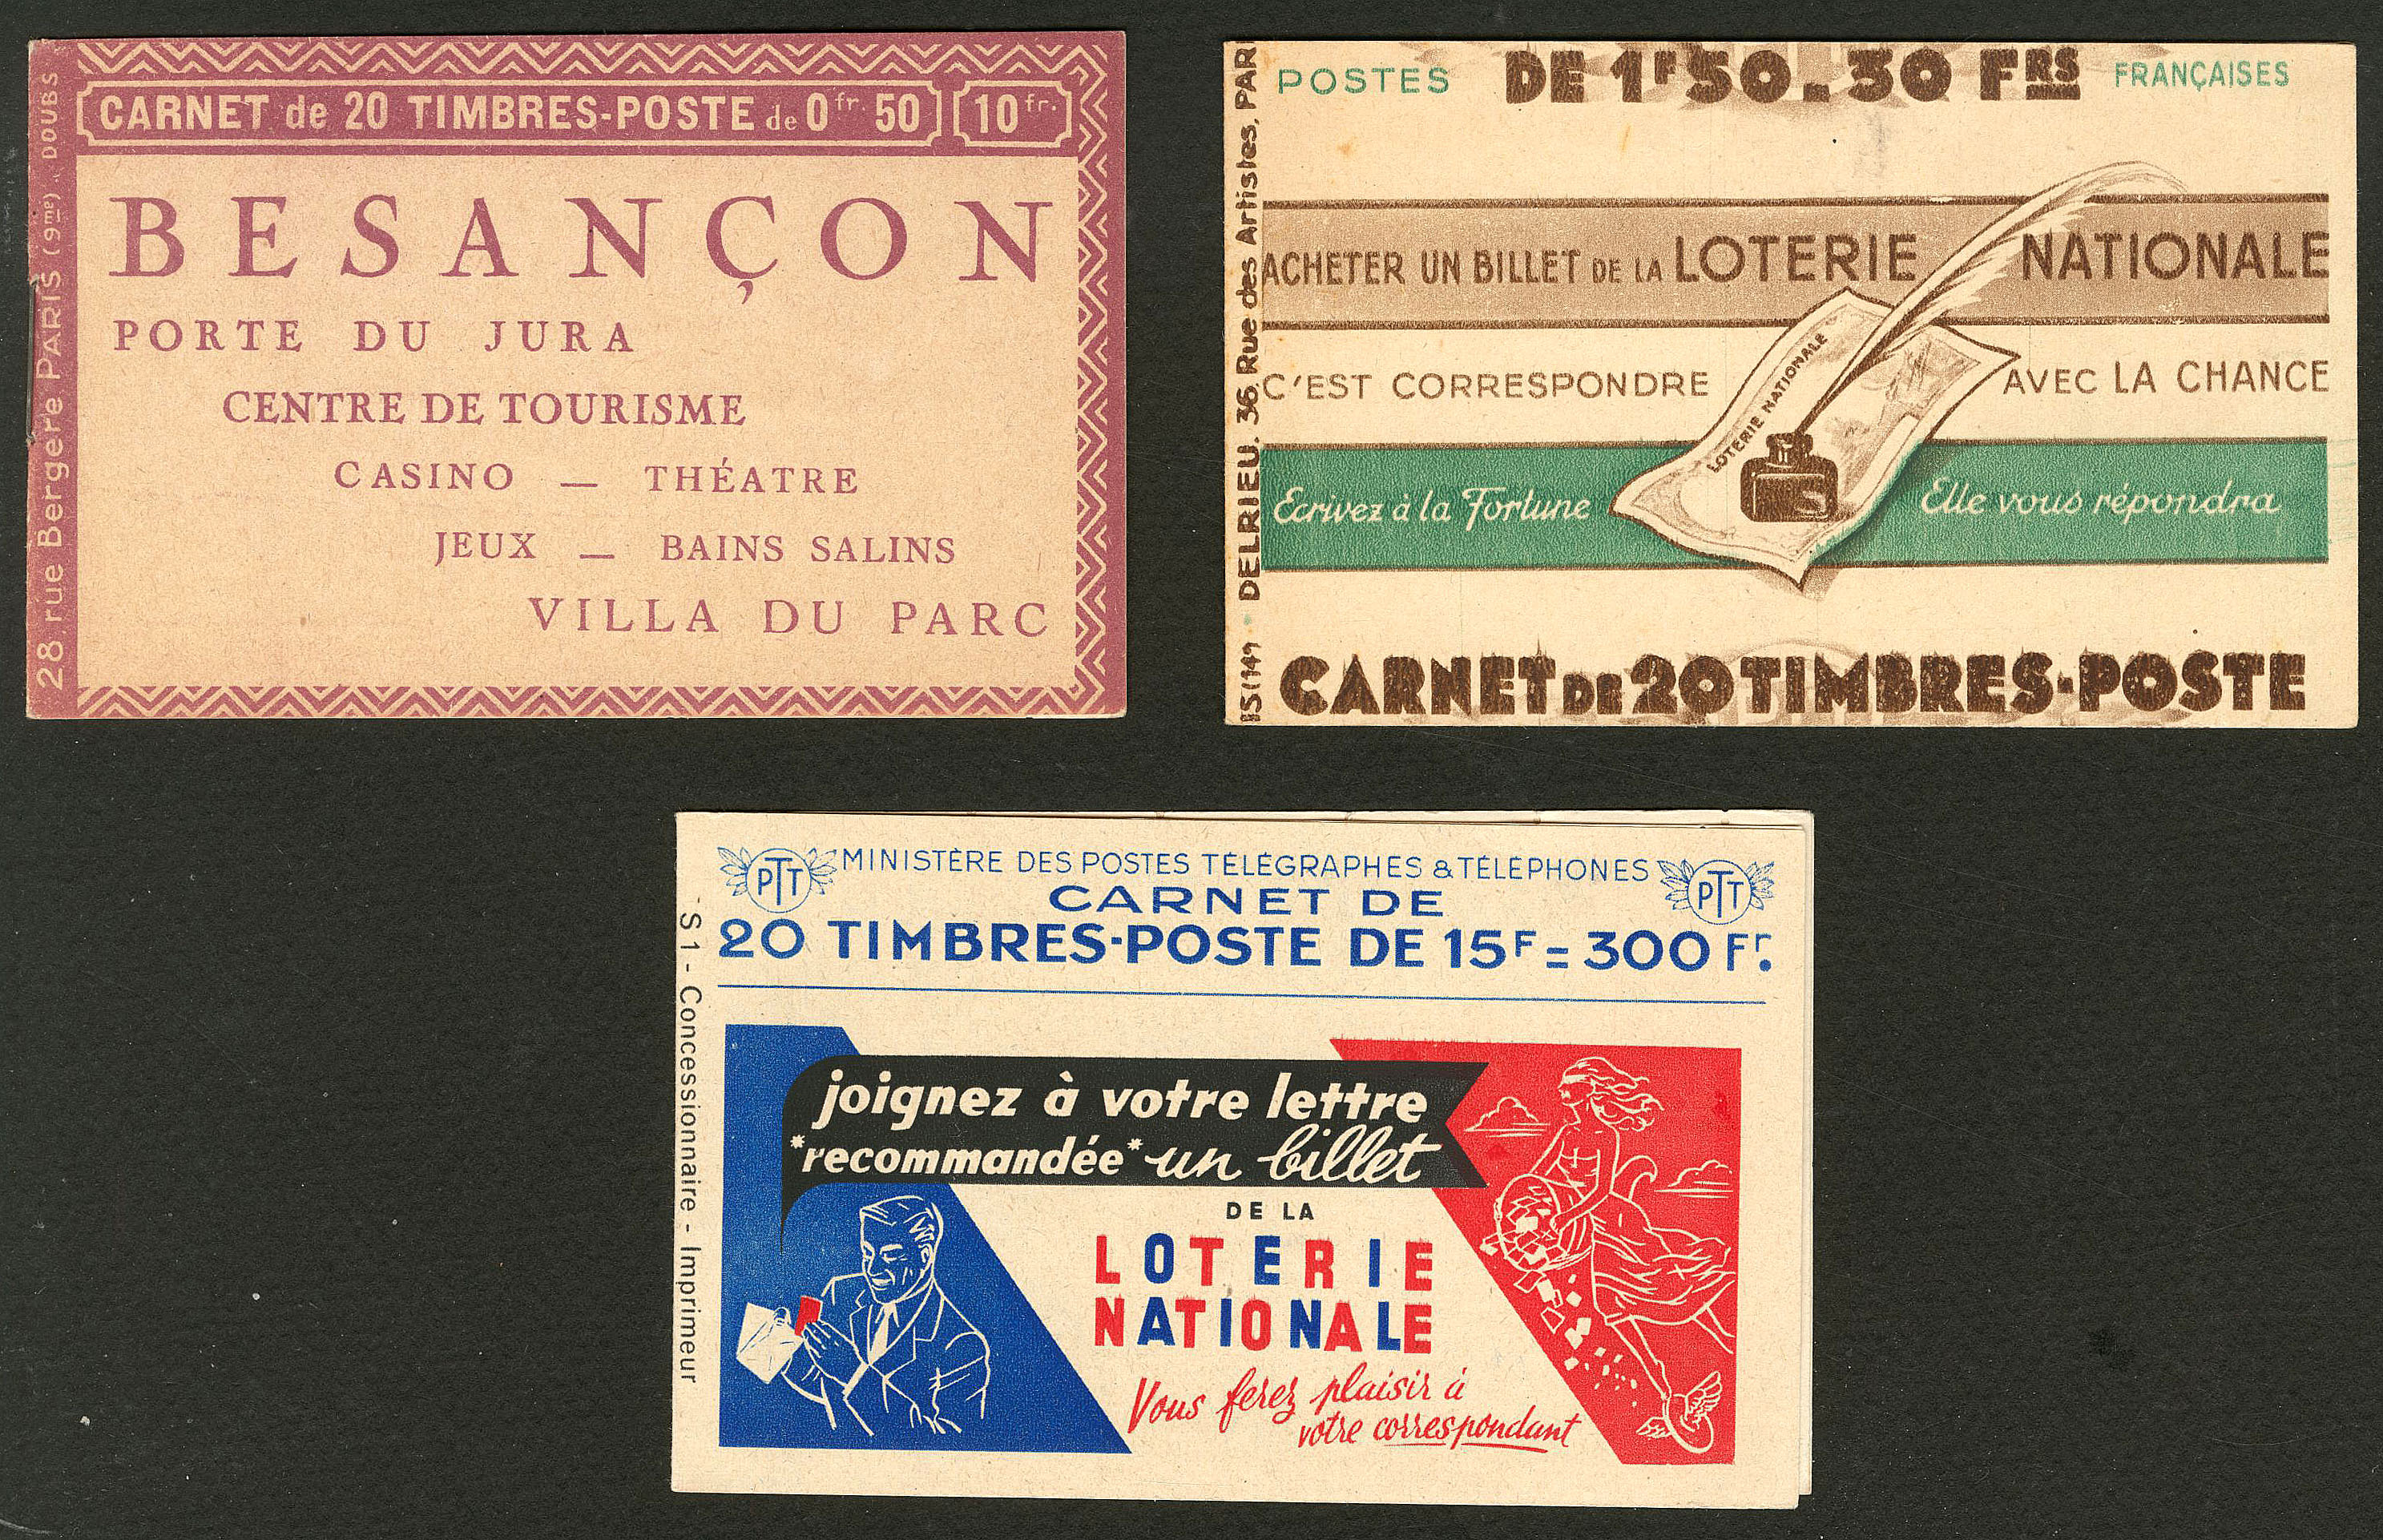 CARNET de 20 TIMBRES-POSTE de 0fr. 50 10fr.
BESANÇON
PORTE DU JURA
CENTRE DE TOURISME
CASINO — THÉATRE
JEUX — BAINS SALINS
VILLA DU PARC
28, rue Bergère PARIS (9me) . DOUBS
POSTES DE 1F50_30 FRS FRANÇAISES
ACHETER UN BILLET DE LA LOTERIE NATIONALE
C'EST CORRESPONDRE AVEC LA CHANCE
LOTERIE NATIONALE
Ecrivez à la Fortune Elle vous répondra
CARNET DE 20 TIMBRES-POSTE
DELRIEU. 36, Rue des Artistes, PAR
PTT MINISTÈRE DES POSTES TÉLÉGRAPHES & TÉLÉPHONES PTT
CARNET DE
20 TIMBRES-POSTE DE 15F = 300 Fr.
joignez à votre lettre
*recommandée* un billet
DE LA
LOTERIE
NATIONALE
Vous ferez plaisir à
votre correspondant
S 1 - Concessionnaire - Imprimeur